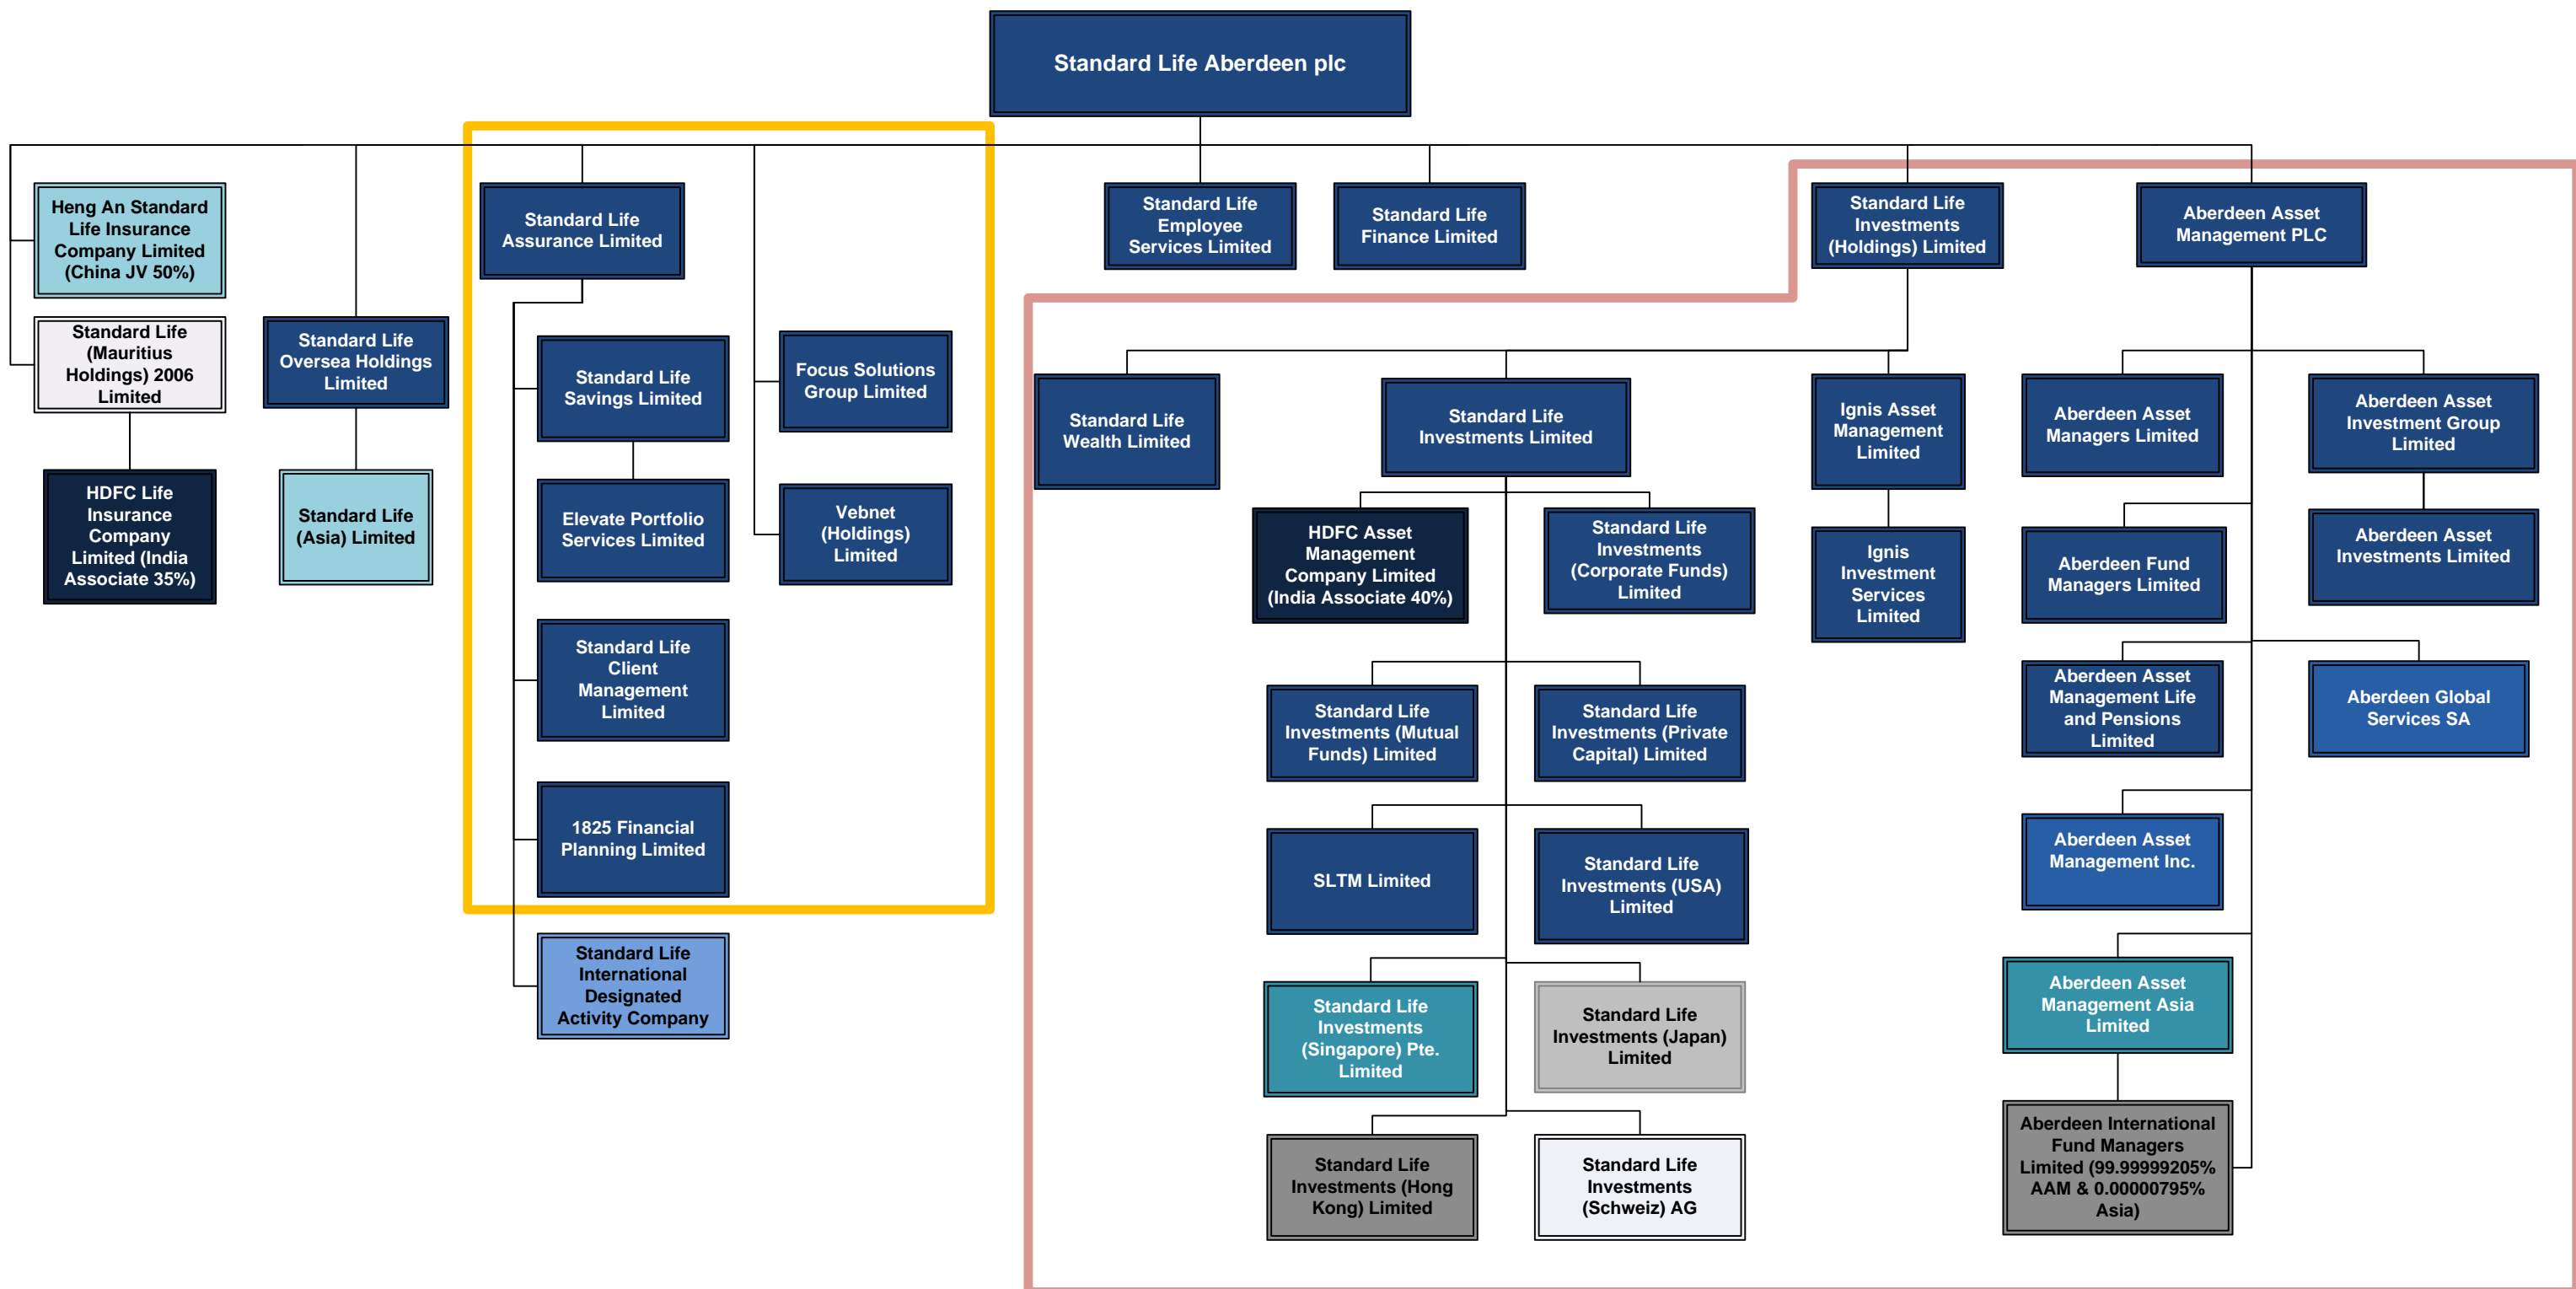 Standard Life Aberdeen plc
Heng An Standard
Life Insurance
Company Limited
(China JV 50%)
Standard Life
(Mauritius
Holdings) 2006
Limited
HDFC Life
Insurance
Company
Limited (India
Associate 35%)
Standard Life
Oversea Holdings
Limited
Standard Life
(Asia) Limited
Standard Life
Assurance Limited
Standard Life
Savings Limited
Elevate Portfolio
Services Limited
Standard Life
Client
Management
Limited
1825 Financial
Planning Limited
Standard Life
International
Designated
Activity Company
Focus Solutions
Group Limited
Vebnet
(Holdings)
Limited
Standard Life
Employee
Services Limited
Standard Life
Finance Limited
Standard Life
Investments
(Holdings) Limited
Standard Life
Wealth Limited
Standard Life
Investments Limited
HDFC Asset
Management
Company Limited
(India Associate 40%)
Standard Life
Investments
(Corporate Funds)
Limited
Standard Life
Investments (Mutual
Funds) Limited
Standard Life
Investments (Private
Capital) Limited
SLTM Limited
Standard Life
Investments (USA)
Limited
Standard Life
Investments
(Singapore) Pte.
Limited
Standard Life
Investments (Japan)
Limited
Standard Life
Investments (Hong
Kong) Limited
Standard Life
Investments
(Schweiz) AG
Ignis Asset
Management
Limited
Ignis
Investment
Services
Limited
Aberdeen Asset
Management PLC
Aberdeen Asset
Managers Limited
Aberdeen Asset
Investment Group
Limited
Aberdeen Asset
Investments Limited
Aberdeen Fund
Managers Limited
Aberdeen Asset
Management Life
and Pensions
Limited
Aberdeen Global
Services SA
Aberdeen Asset
Management Inc.
Aberdeen Asset
Management Asia
Limited
Aberdeen International
Fund Managers
Limited (99.99999205%
AAM & 0.00000795%
Asia)